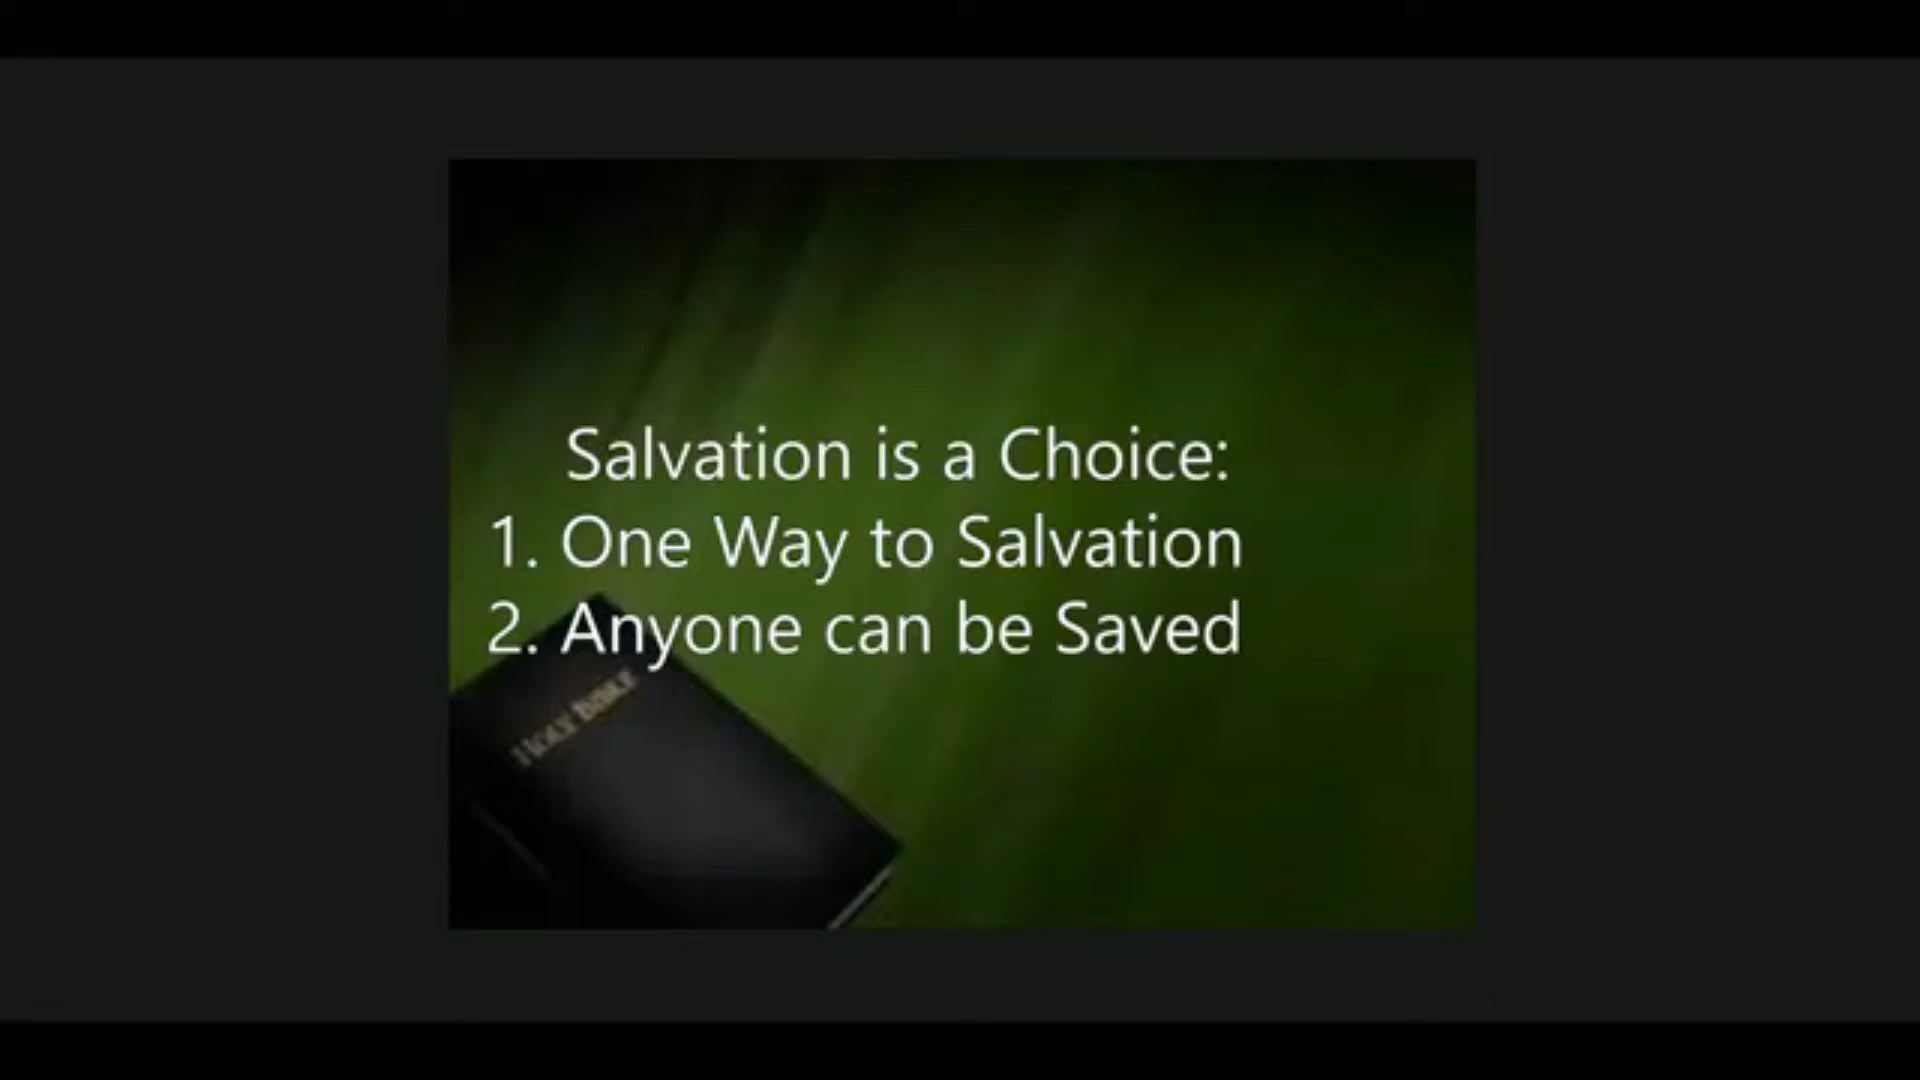 Salvation is a Choice:
1. One Way to Salvation
2. Anyone can be Saved
HOLY BIBLE